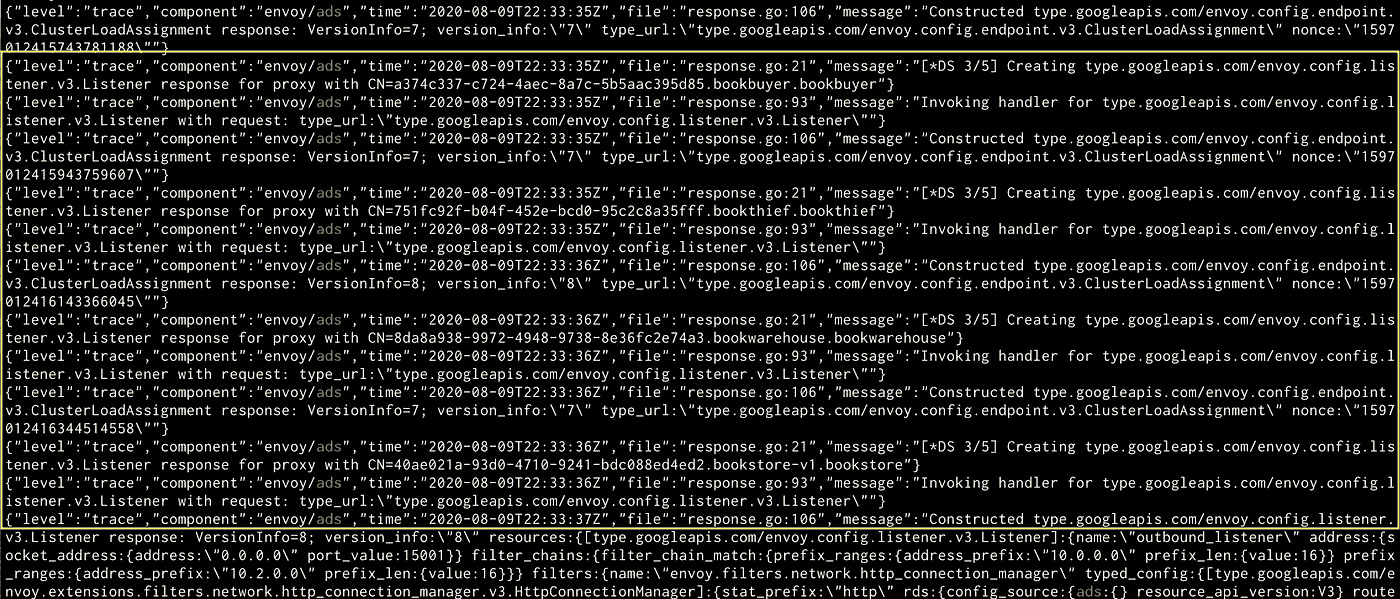 {"level":"trace","component":"envoy/ads","time":"2020-08-09T22:33:35Z","file":"response.go:106","message":"Constructed type.googleapis.com/envoy.config.endpoint.
v3.ClusterLoadAssignment response: VersionInfo=7; version_info:\"7\" type_url:\"type.googleapis.com/envoy.config.endpoint.v3.ClusterLoadAssignment\" nonce:\"1597
012415743781188\""}
{"level":"trace","component":"envoy/ads","time":"2020-08-09T22:33:35Z","file":"response.go:21","message":"[*DS 3/5] Creating type.googleapis.com/envoy.config.lis
tener.v3.Listener response for proxy with CN=a374c337-c724-4aec-8a7c-5b5aac395d85.bookbuyer.bookbuyer"}
{"level":"trace","component":"envoy/ads","time":"2020-08-09T22:33:35Z","file":"response.go:93","message":"Invoking handler for type.googleapis.com/envoy.config.l
istener.v3.Listener with request: type_url:\"type.googleapis.com/envoy.config.listener.v3.Listener\""}
{"level":"trace","component":"envoy/ads","time":"2020-08-09T22:33:35Z","file":"response.go:106","message":"Constructed type.googleapis.com/envoy.config.endpoint.
v3.ClusterLoadAssignment response: VersionInfo=7; version_info:\"7\" type_url:\"type.googleapis.com/envoy.config.endpoint.v3.ClusterLoadAssignment\" nonce:\"1597
012415943759607\""}
{"level":"trace","component":"envoy/ads","time":"2020-08-09T22:33:35Z","file":"response.go:21","message":"[*DS 3/5] Creating type.googleapis.com/envoy.config.lis
tener.v3.Listener response for proxy with CN=751fc92f-b04f-452e-bcd0-95c2c8a35fff.bookthief.bookthief"}
{"level":"trace","component":"envoy/ads","time":"2020-08-09T22:33:35Z","file":"response.go:93","message":"Invoking handler for type.googleapis.com/envoy.config.l
istener.v3.Listener with request: type_url:\"type.googleapis.com/envoy.config.listener.v3.Listener\""}
{"level":"trace","component":"envoy/ads","time":"2020-08-09T22:33:36Z","file":"response.go:106","message":"Constructed type.googleapis.com/envoy.config.endpoint.
v3.ClusterLoadAssignment response: VersionInfo=8; version_info:\"8\" type_url:\"type.googleapis.com/envoy.config.endpoint.v3.ClusterLoadAssignment\" nonce:\"1597
012416143366045\""}
{"level":"trace","component":"envoy/ads","time":"2020-08-09T22:33:36Z","file":"response.go:21","message":"[*DS 3/5] Creating type.googleapis.com/envoy.config.lis
tener.v3.Listener response for proxy with CN=8da8a938-9972-4948-9738-8e36fc2e74a3.bookwarehouse.bookwarehouse"}
{"level":"trace","component":"envoy/ads","time":"2020-08-09T22:33:36Z","file":"response.go:93","message":"Invoking handler for type.googleapis.com/envoy.config.l
istener.v3.Listener with request: type_url:\"type.googleapis.com/envoy.config.listener.v3.Listener\""}
{"level":"trace","component":"envoy/ads","time":"2020-08-09T22:33:36Z","file":"response.go:106","message":"Constructed type.googleapis.com/envoy.config.endpoint.
v3.ClusterLoadAssignment response: VersionInfo=7; version_info:\"7\" type_url:\"type.googleapis.com/envoy.config.endpoint.v3.ClusterLoadAssignment\" nonce:\"1597
012416344514558\""}
{"level":"trace","component":"envoy/ads","time":"2020-08-09T22:33:36Z","file":"response.go:21","message":"[*DS 3/5] Creating type.googleapis.com/envoy.config.lis
tener.v3.Listener response for proxy with CN=40ae021a-93d0-4710-9241-bdc088ed4ed2.bookstore-v1.bookstore"}
{"level":"trace","component":"envoy/ads","time":"2020-08-09T22:33:36Z","file":"response.go:93","message":"Invoking handler for type.googleapis.com/envoy.config.l
istener.v3.Listener with request: type_url:\"type.googleapis.com/envoy.config.listener.v3.Listener\""}
{"level":"trace","component":"envoy/ads","time":"2020-08-09T22:33:37Z","file":"response.go:106","message":"Constructed type.googleapis.com/envoy.config.listener.
v3.Listener response: VersionInfo=8; version_info:\"8\" resources:{[type.googleapis.com/envoy.config.listener.v3.Listener]:{name:\"outbound_listener\" address:{s
ocket_address:{address:\"0.0.0.0\" port_value:15001}} filter_chains:{filter_chain_match:{prefix_ranges:{address_prefix:\"10.0.0.0\" prefix_len:{value:16}} prefix
_ranges:{address_prefix:\"10.2.0.0\" prefix_len:{value:16}}} filters:{name:\"envoy.filters.network.http_connection_manager\" typed_config:{[type.googleapis.com/e
nvoy.extensions.filters.network.http_connection_manager.v3.HttpConnectionManager]:{stat_prefix:\"http\" rds:{config_source:{ads:{} resource_api_version:V3} route